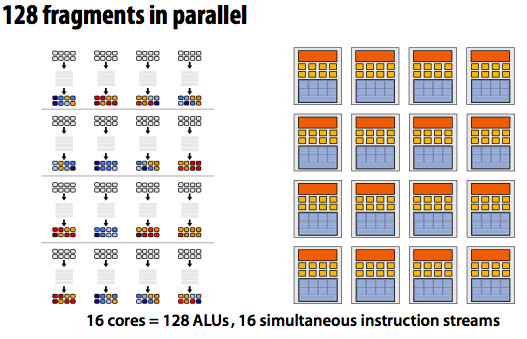 128 fragments in parallel
16 cores = 128 ALUs , 16 simultaneous instruction streams